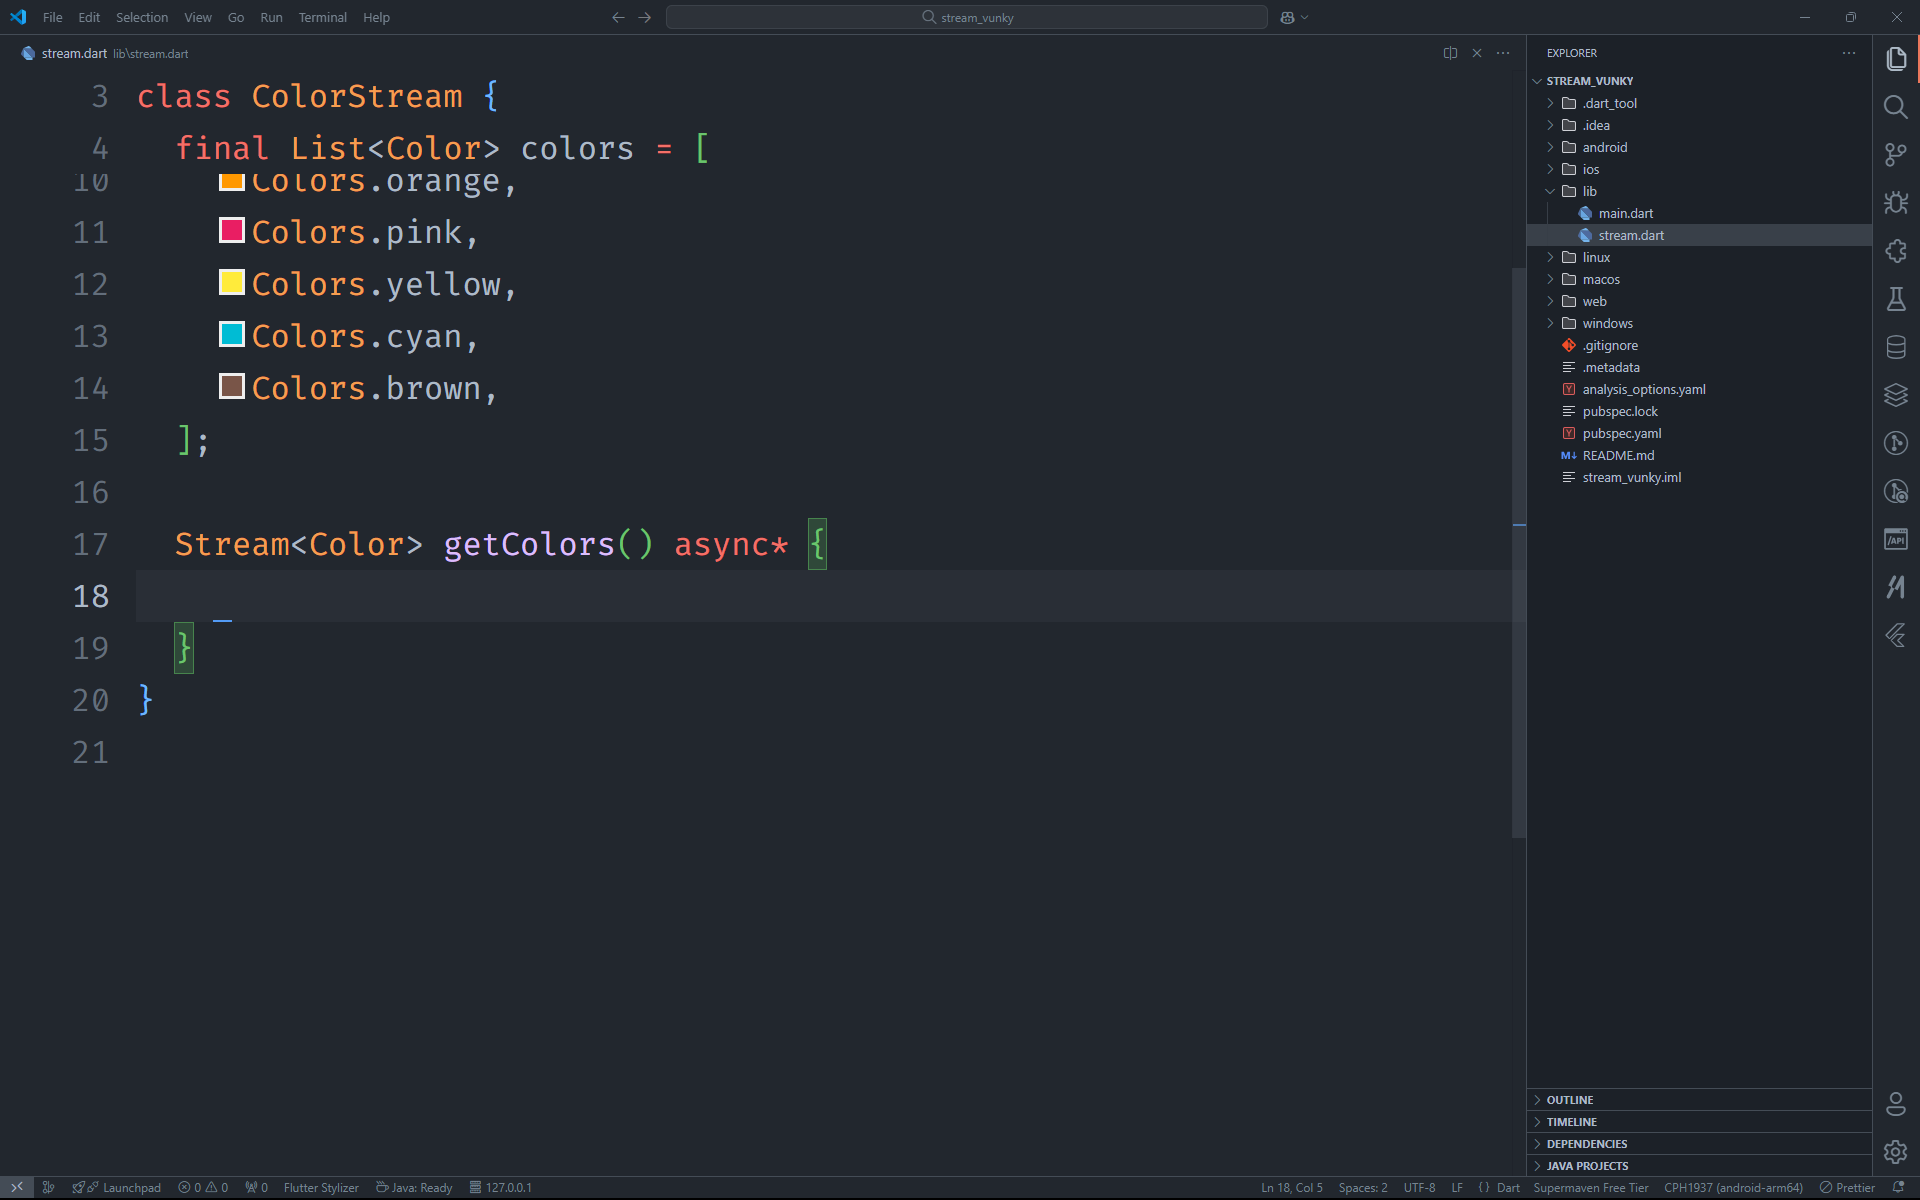 File Edit Selection View Go Run Terminal Help
stream_vunky
stream.dart lib\stream.dart
3 class ColorStream {
4 final List<Color> colors = [
10 Colors.orange,
11 Colors.pink,
12 Colors.yellow,
13 Colors.cyan,
14 Colors.brown,
15 ];
16
17 Stream<Color> getColors() async* {
18
19 }
20 }
21
EXPLORER
STREAM_VUNKY
.dart_tool
.idea
android
ios
lib
main.dart
stream.dart
linux
macos
web
windows
.gitignore
.metadata
Y analysis_options.yaml
pubspec.lock
Y pubspec.yaml
M↓ README.md
stream_vunky.iml
OUTLINE
TIMELINE
DEPENDENCIES
JAVA PROJECTS
/API
Launchpad 0 0 0 Flutter Stylizer Java: Ready 127.0.0.1
Ln 18, Col 5 Spaces: 2 UTF-8 LF {} Dart Supermaven Free Tier CPH1937 (android-arm64) Prettier